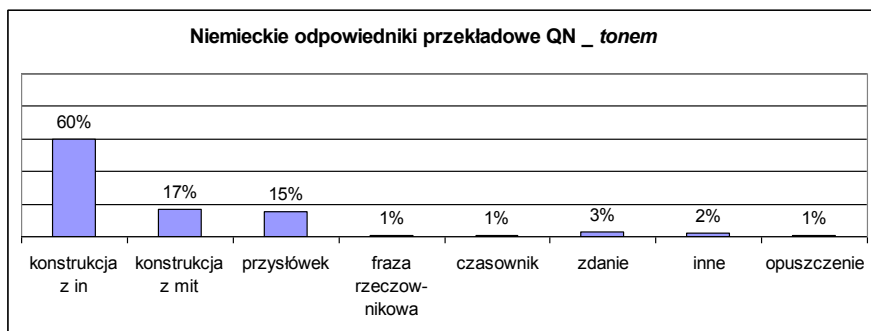 Niemieckie odpowiedniki przekładowe QN _ tonem
60%
17%
15%
1%
1%
3%
2%
1%
konstrukcja
z in
konstrukcja
z mit
przysłówek
fraza
rzeczow-
nikowa
czasownik
zdanie
inne
opuszczenie